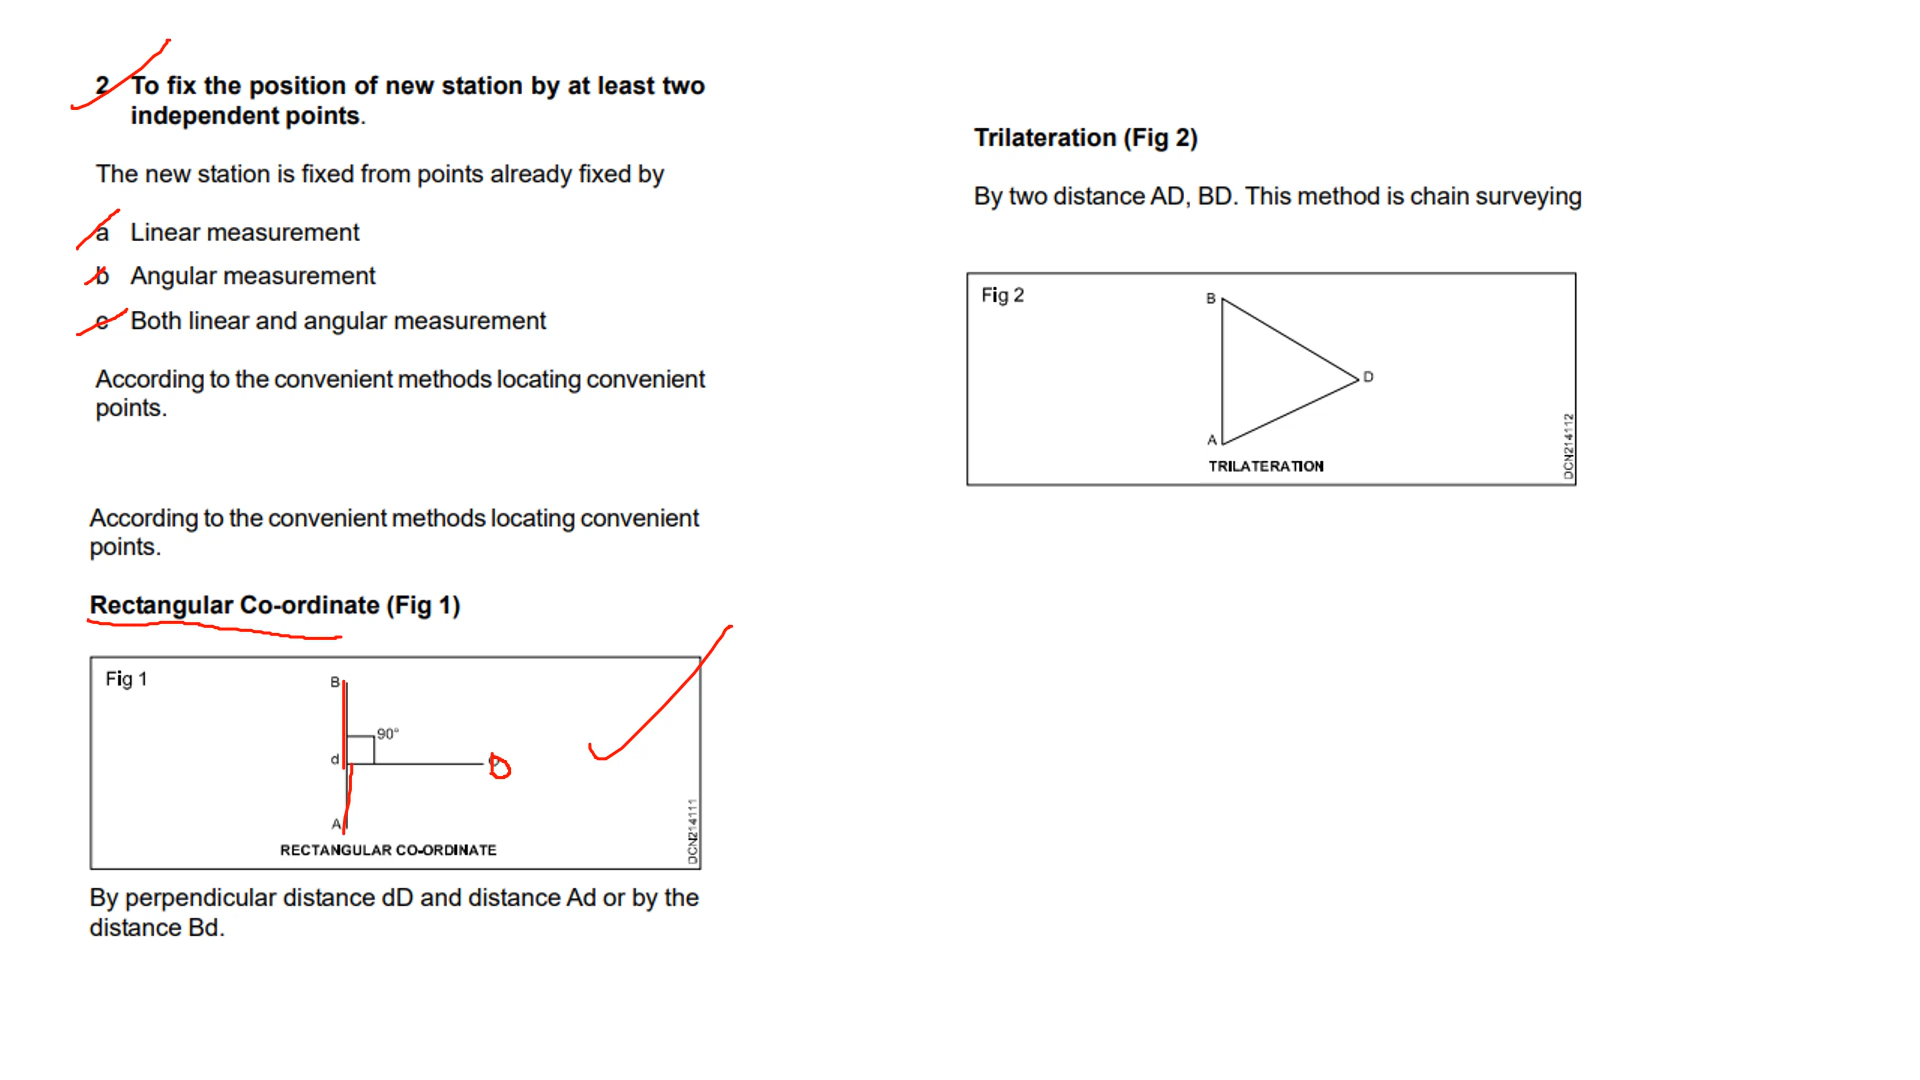 2 To fix the position of new station by at least two
independent points.
The new station is fixed from points already fixed by
a Linear measurement
b Angular measurement
c Both linear and angular measurement
According to the convenient methods locating convenient
points.
According to the convenient methods locating convenient
points.
Rectangular Co-ordinate (Fig 1)
Fig 1
B
90°
d
D
A
RECTANGULAR CO-ORDINATE
DCN214111
By perpendicular distance dD and distance Ad or by the
distance Bd.
Trilateration (Fig 2)
By two distance AD, BD. This method is chain surveying
Fig 2
B
D
A
TRILATERATION
DCN214112